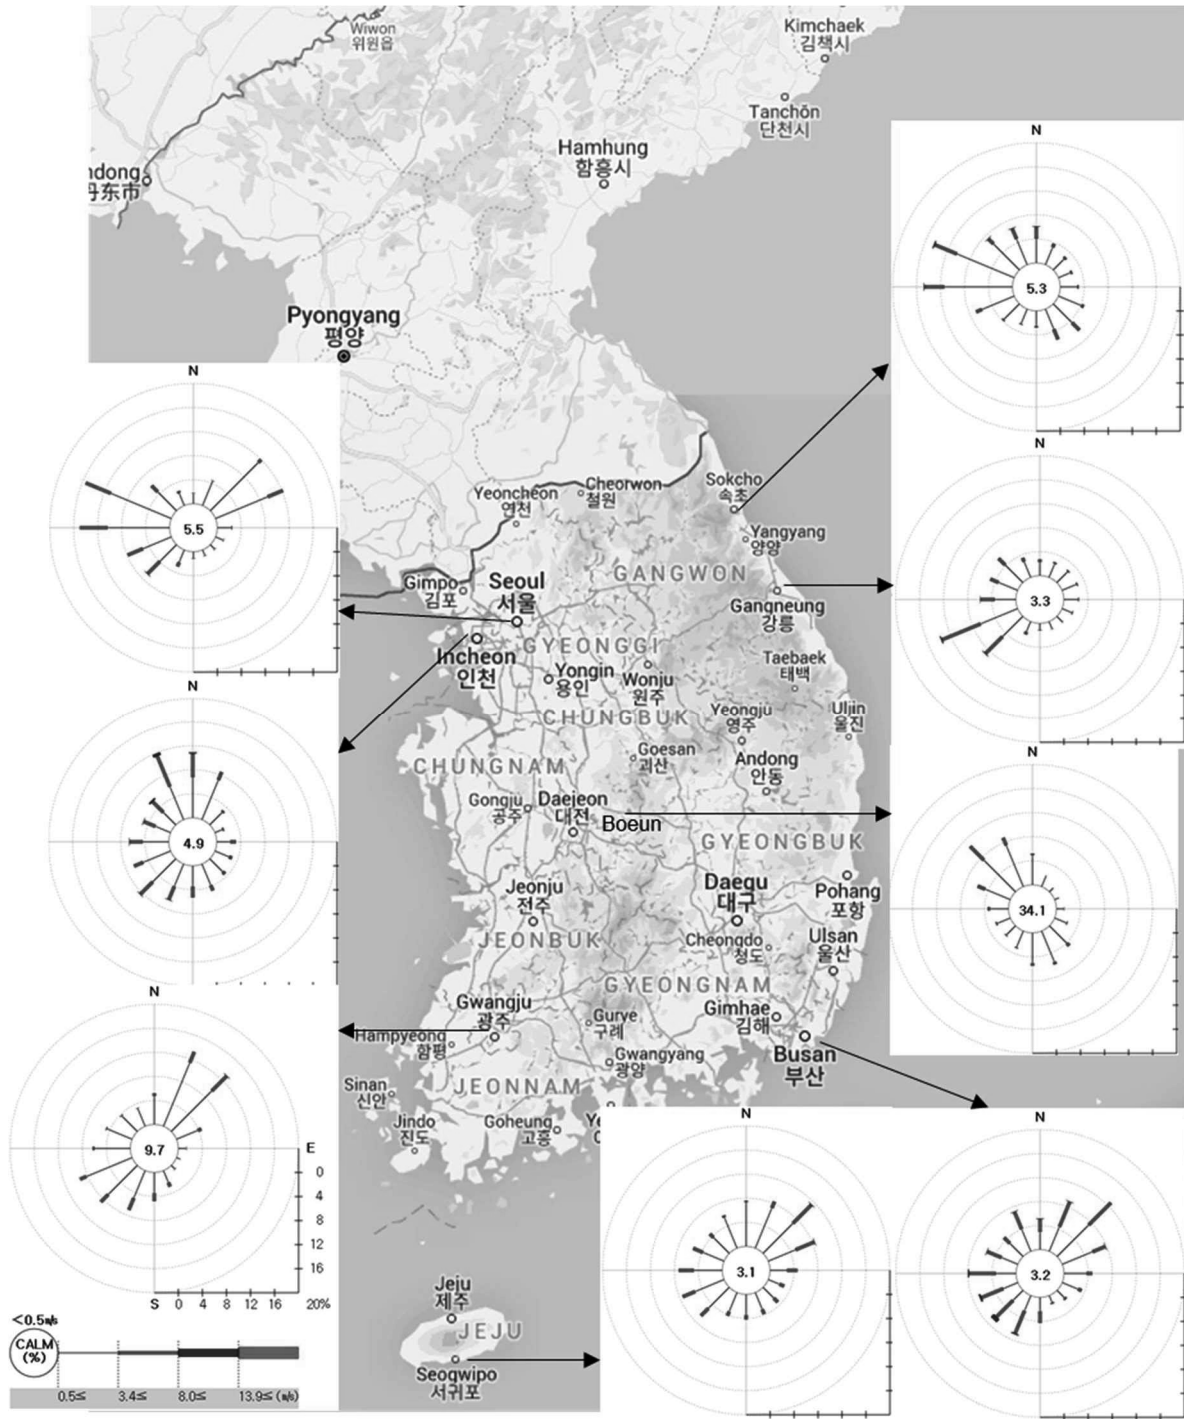 Wiwon
위원읍
Kimchaek
김책시
Tanchŏn
단천시
Hamhung
함흥시
ndong
丹东市
N
5.3
Pyongyang
평양
N
5.5
N
3.3
Sokcho
속초
Cheorwon
철원
Yeoncheon
연천
Yangyang
양양
GANGWON
Gimpo
김포
Seoul
서울
Gangneung
강릉
GYEONGGI
Incheon
인천
Taebaek
태백
Yongin
용인
Wonju
원주
N
4.9
CHUNGBUK
Yeongju
영주
Uljin
울진
Goesan
괴산
Andong
안동
N
34.1
CHUNGNAM
Gongju
공주
Daejeon
대전
Boeun
GYEONGBUK
Jeonju
전주
Daegu
대구
Pohang
포항
JEONBUK
Cheongdo
청도
Ulsan
울산
GYEONGNAM
N
9.7
E
0
4
8
12
16
S 0 4 8 12 16 20%
Gwangju
광주
Gimhae
김해
Hampyeong
함평
Gurye
구례
Busan
부산
Gwangyang
광양
JEONNAM
Sinan
신안
Jindo
진도
Goheung
고흥
Ye
N
3.1
N
3.2
Jeju
제주
JEJU
Seogwipo
서귀포
<0.5m/s
CALM
(%)
0.5≤ 3.4≤ 8.0≤ 13.9≤ (m/s)